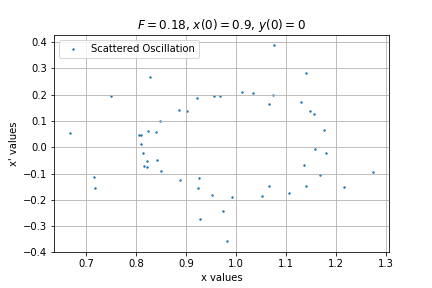 F = 0.18, x(0) = 0.9, y(0) = 0
Scattered Oscillation
0.4
0.3
0.2
0.1
0.0
−0.1
−0.2
−0.3
−0.4
x' values
0.7 0.8 0.9 1.0 1.1 1.2 1.3
x values